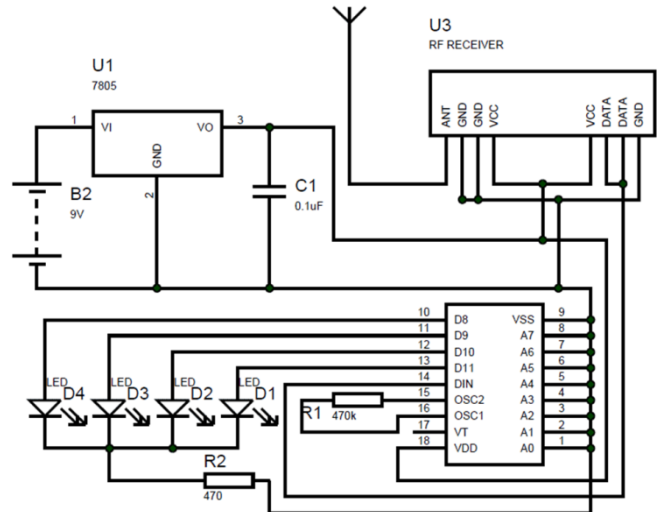 U3
RF RECEIVER
U1
7805
1
VI
VO
3
GND
2
B2
9V
C1
0.1uF
ANT
GND
GND
VCC
VCC
DATA
DATA
GND
10 D8 VSS 9
11 D9 A7 8
12 D10 A6 7
13 D11 A5 6
14 DIN A4 5
15 OSC2 A3 4
16 OSC1 A2 3
17 VT A1 2
18 VDD A0 1
LED
D4
LED
D3
LED
D2
LED
D1
R1
470k
R2
470